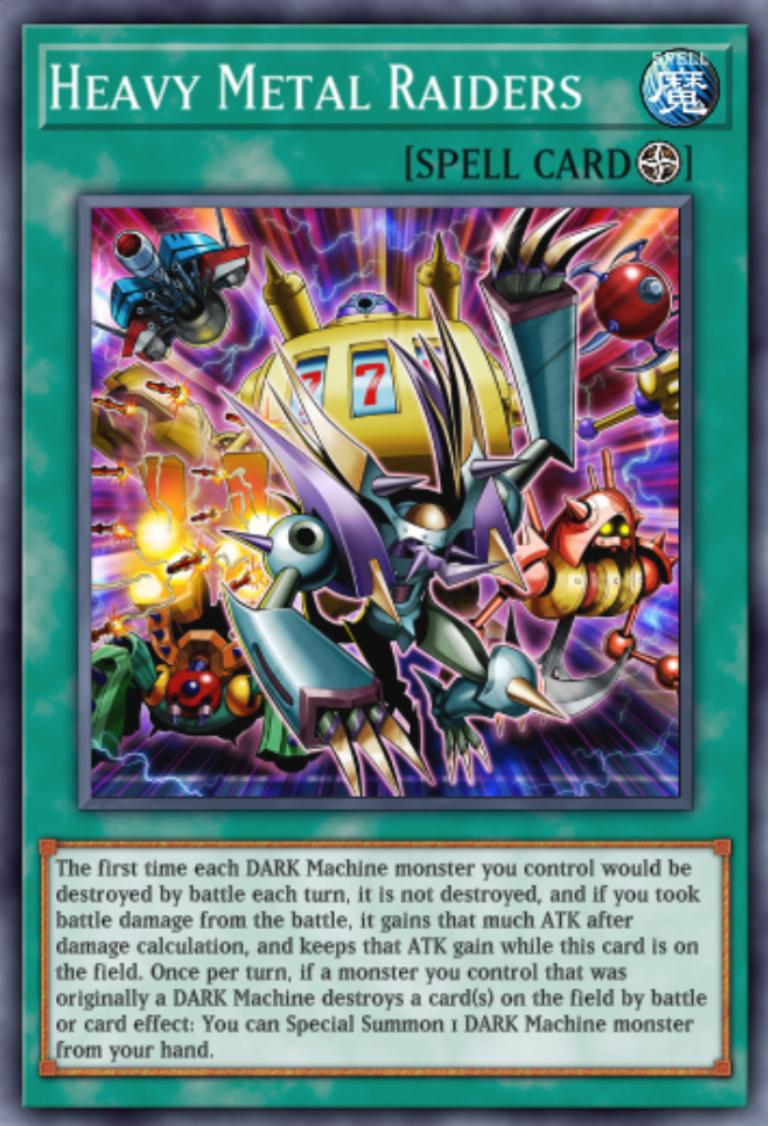 HEAVY METAL RAIDERS
SPELL
魔
[SPELL CARD]
7 7
The first time each DARK Machine monster you control would be
destroyed by battle each turn, it is not destroyed, and if you took
battle damage from the battle, it gains that much ATK after
damage calculation, and keeps that ATK gain while this card is on
the field. Once per turn, if a monster you control that was
originally a DARK Machine destroys a card(s) on the field by battle
or card effect: You can Special Summon 1 DARK Machine monster
from your hand.